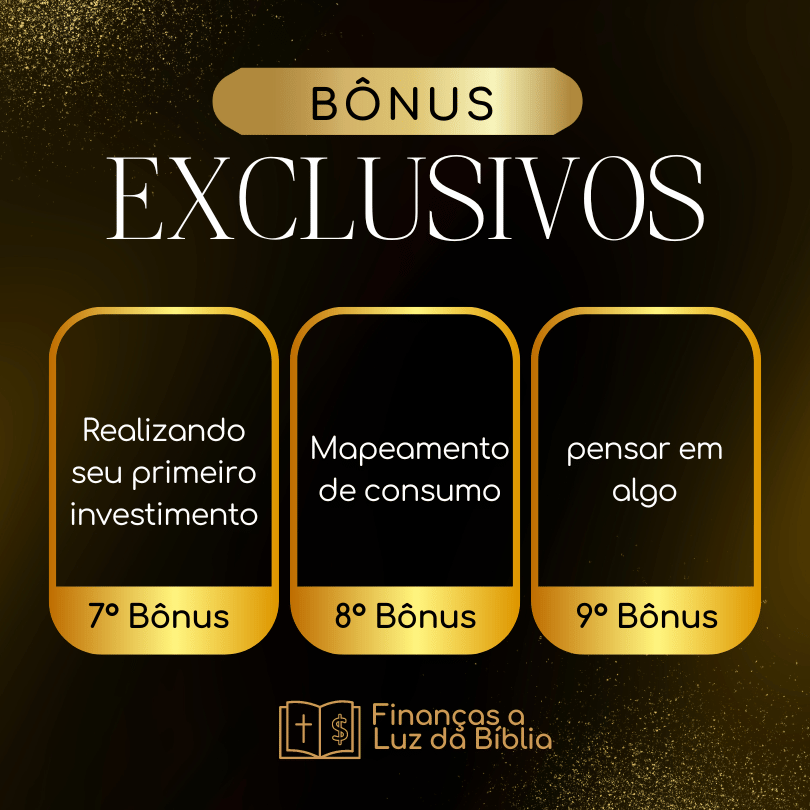 BÔNUS
EXCLUSIVOS
Realizando
seu primeiro
investimento
7º Bônus
Mapeamento
de consumo
8º Bônus
pensar em
algo
9º Bônus
Finanças a
Luz da Bíblia